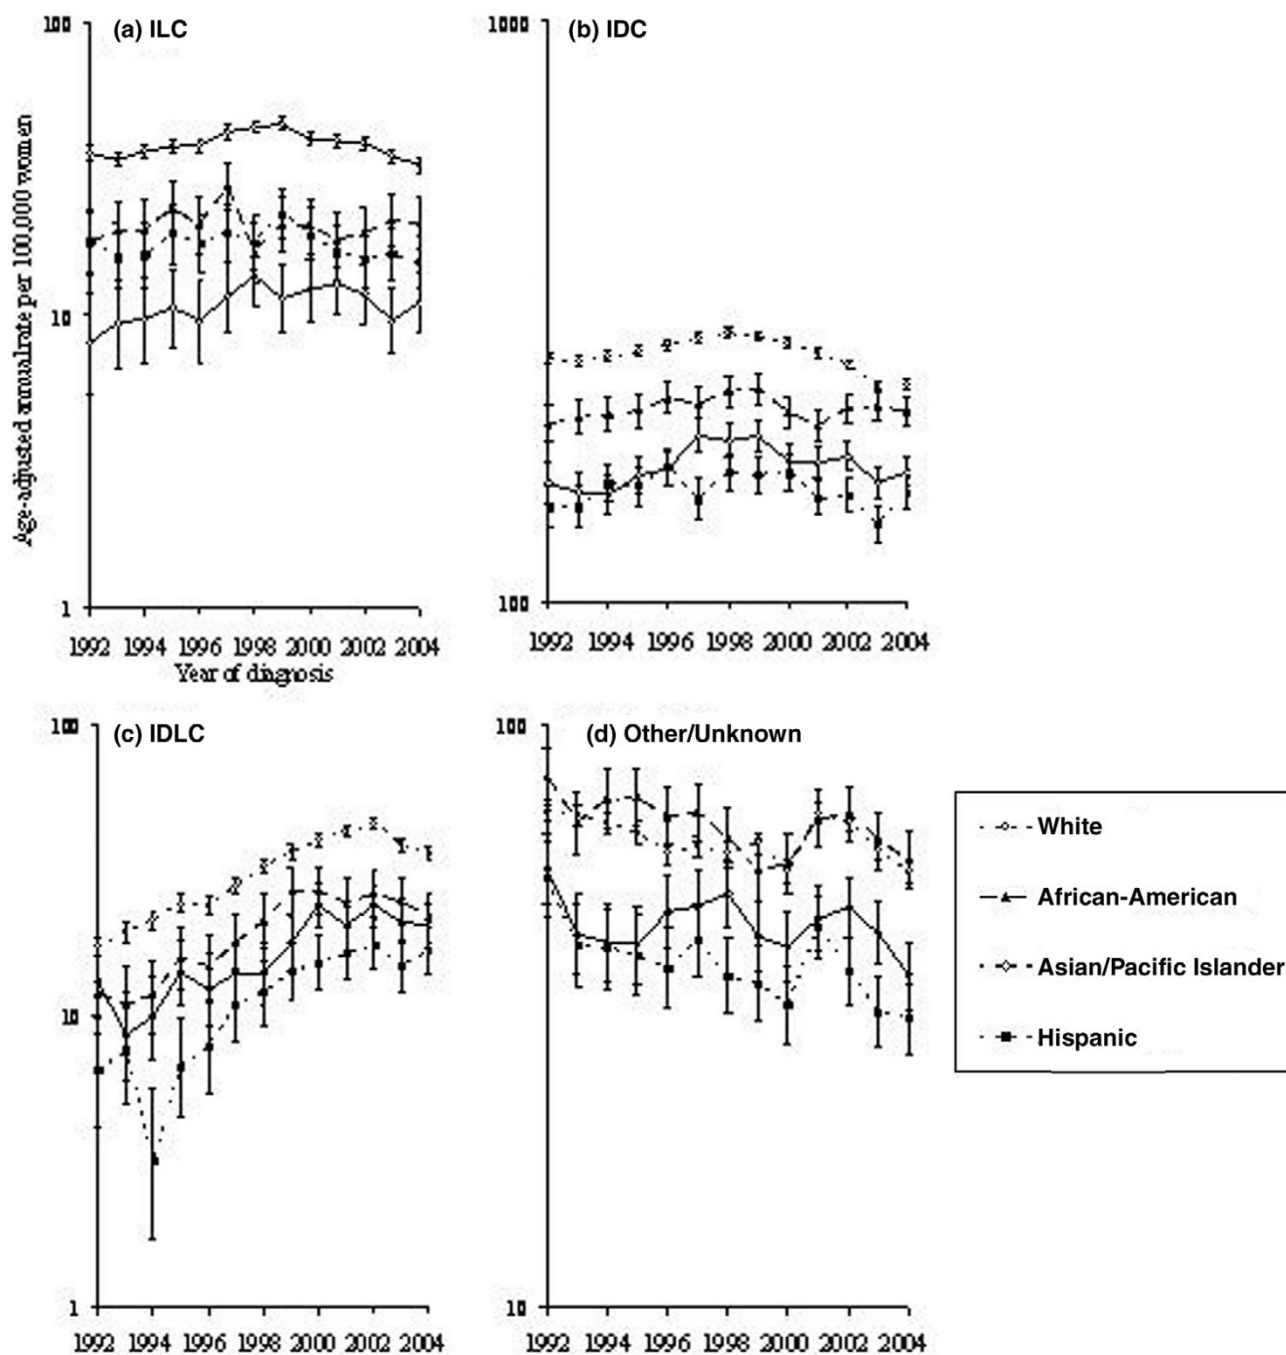 100
(a) ILC
10
1
Age-adjusted annual rate per 100,000 women
1992 1994 1996 1998 2000 2002 2004
Year of diagnosis
1000
(b) IDC
100
1992 1994 1996 1998 2000 2002 2004
100
(c) IDLC
10
1
1992 1994 1996 1998 2000 2002 2004
100
(d) Other/Unknown
10
1992 1994 1996 1998 2000 2002 2004
White
African-American
Asian/Pacific Islander
Hispanic